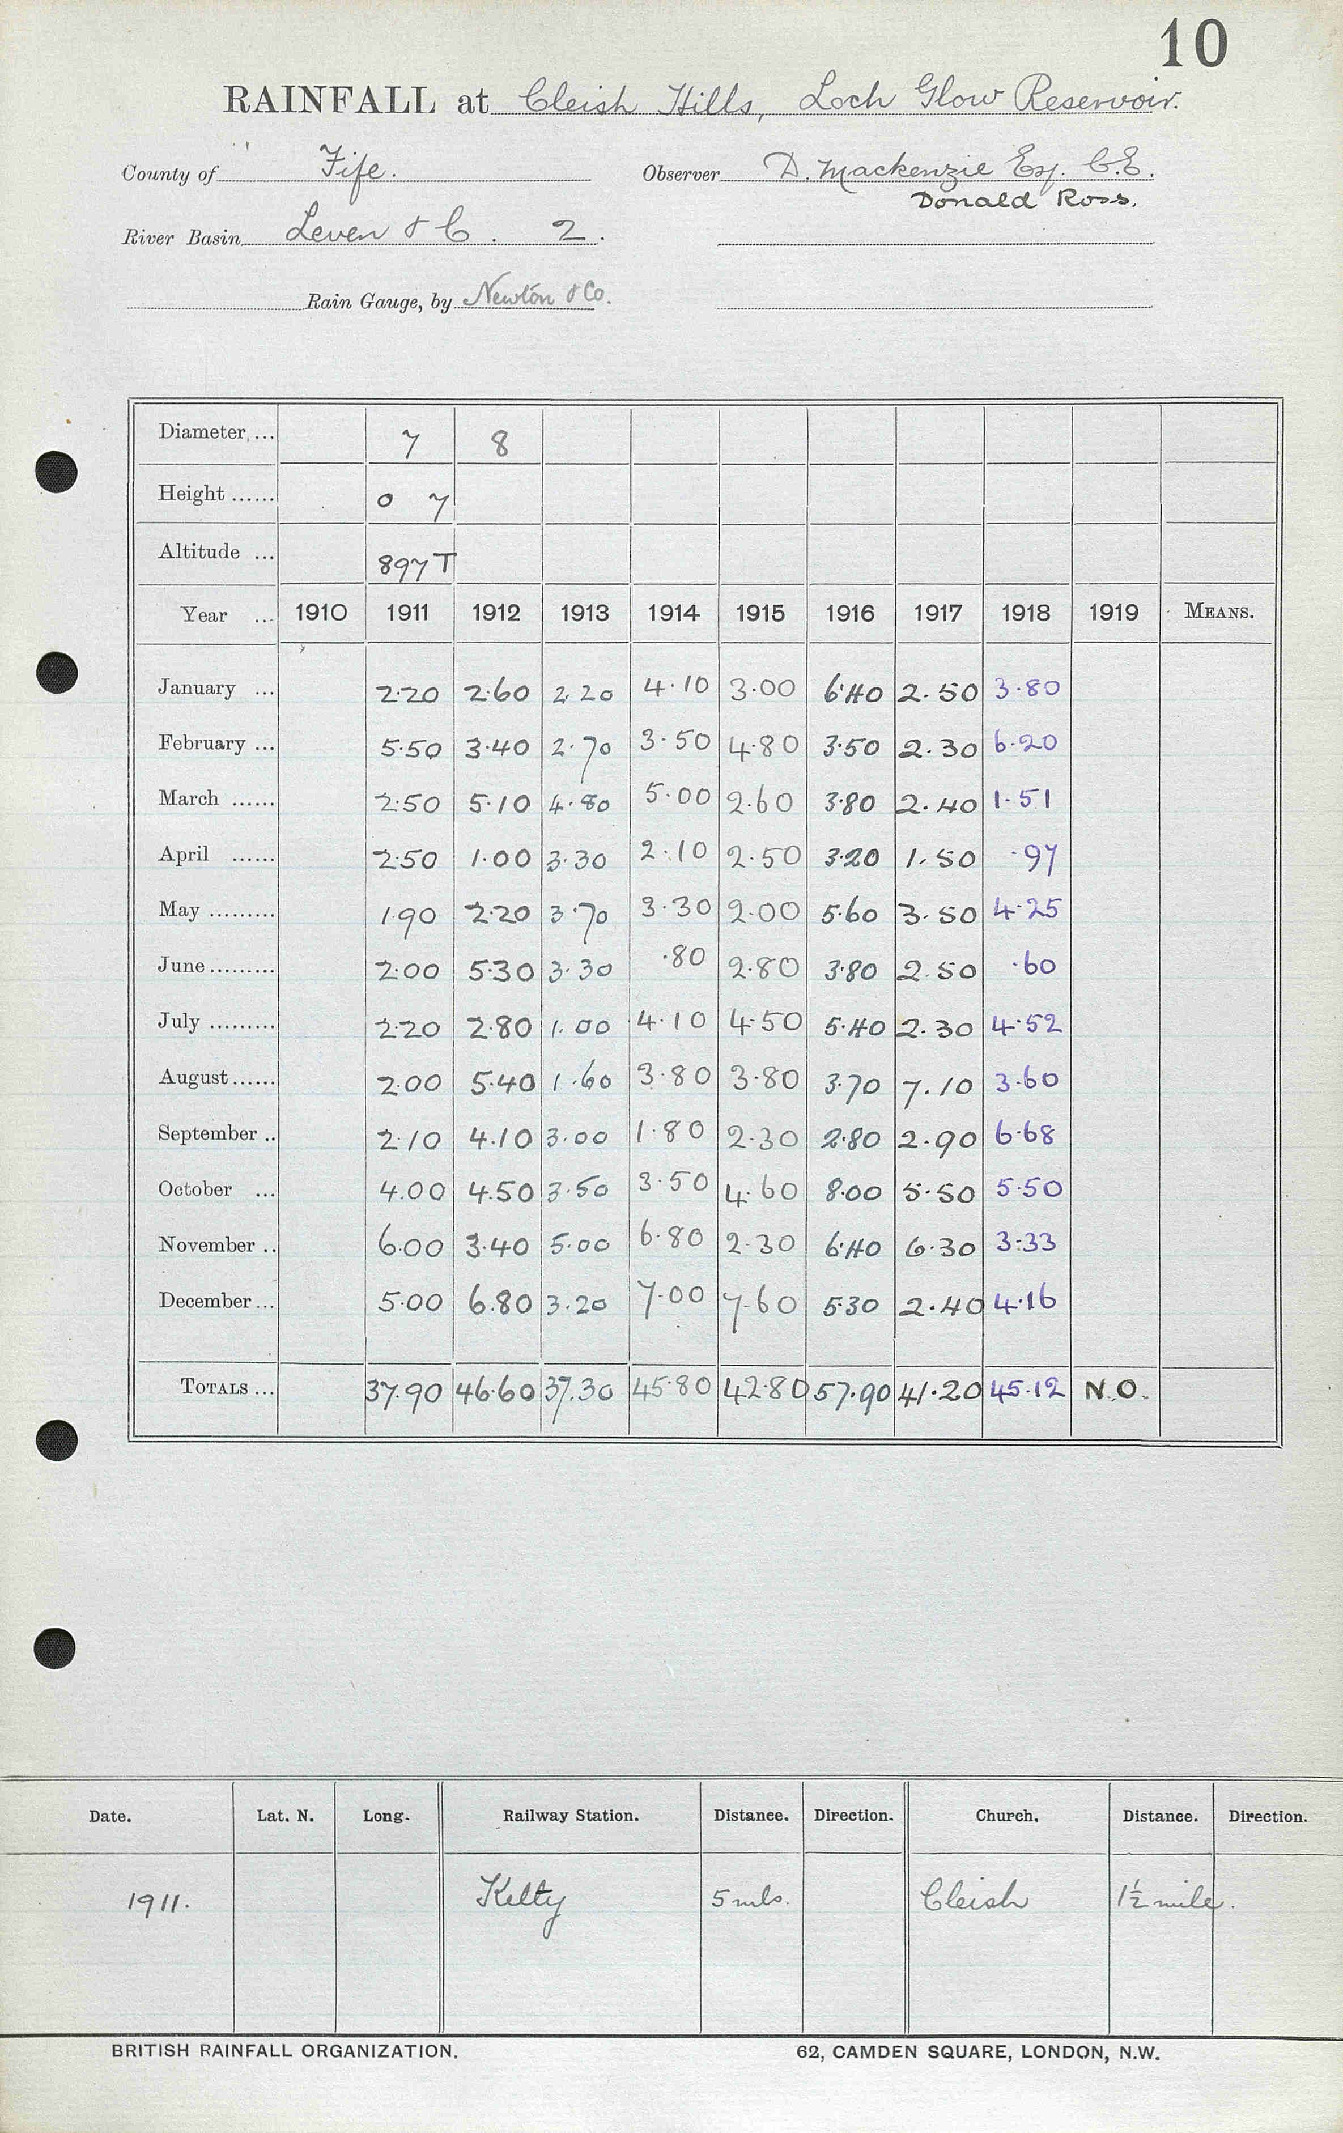 10
RAINFALL at Cleish Hills, Loch Glow Reservoir.
County of Fife. Observer D. Mackenzie Esq. C.E.
Donald Ross.
River Basin Leven & C. 2.
Rain Gauge, by Newton & Co.
Diameter ... 7 8
Height ...... 0 7
Altitude ... 897 T
Year ... 1910 1911 1912 1913 1914 1915 1916 1917 1918 1919 MEANS.
January ... 2.20 2.60 2.20 4.10 3.00 6.40 2.50 3.80
February ... 5.50 3.40 2.70 3.50 4.80 3.50 2.30 6.20
March ...... 2.50 5.10 4.80 5.00 2.60 3.80 2.40 1.51
April ...... 2.50 1.00 3.30 2.10 2.50 3.20 1.50 .97
May ......... 1.90 2.20 3.70 3.30 2.00 5.60 3.50 4.25
June......... 2.00 5.30 3.30 .80 2.80 3.80 2.50 .60
July ......... 2.20 2.80 1.00 4.10 4.50 5.40 2.30 4.52
August...... 2.00 5.40 1.60 3.80 3.80 3.70 7.10 3.60
September .. 2.10 4.10 3.00 1.80 2.30 2.80 2.90 6.68
October ... 4.00 4.50 3.50 3.50 4.60 8.00 5.50 5.50
November .. 6.00 3.40 5.00 6.80 2.30 6.40 6.30 3.33
December... 5.00 6.80 3.20 7.00 7.60 5.30 2.40 4.16
TOTALS ... 37.90 46.60 37.30 45.80 42.80 57.90 41.20 45.12 N.O.
Date. Lat. N. Long. Railway Station. Distance. Direction. Church. Distance. Direction.
1911. Kelty 5 mls. Cleish 1½ mile.
BRITISH RAINFALL ORGANIZATION. 62, CAMDEN SQUARE, LONDON, N.W.